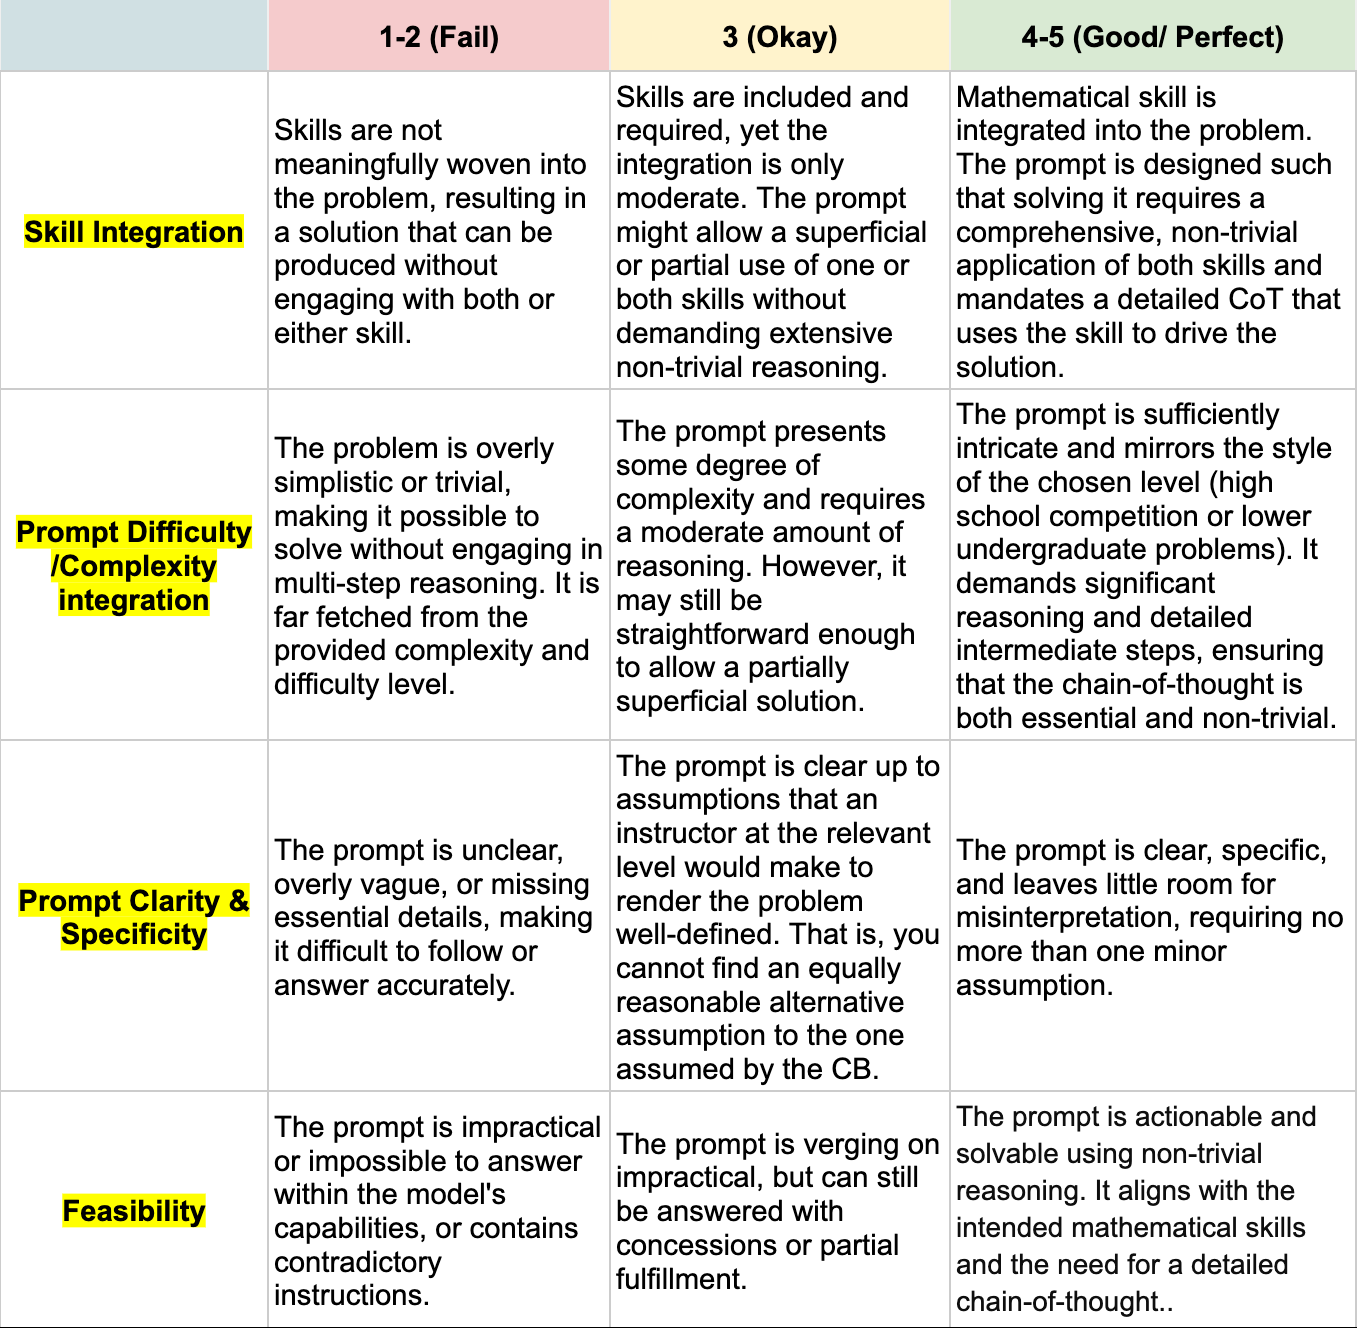 1-2 (Fail)
3 (Okay)
4-5 (Good/ Perfect)
Skill Integration
Skills are not
meaningfully woven into
the problem, resulting in
a solution that can be
produced without
engaging with both or
either skill.
Skills are included and
required, yet the
integration is only
moderate. The prompt
might allow a superficial
or partial use of one or
both skills without
demanding extensive
non-trivial reasoning.
Mathematical skill is
integrated into the problem.
The prompt is designed such
that solving it requires a
comprehensive, non-trivial
application of both skills and
mandates a detailed CoT that
uses the skill to drive the
solution.
Prompt Difficulty
/Complexity
integration
The problem is overly
simplistic or trivial,
making it possible to
solve without engaging in
multi-step reasoning. It is
far fetched from the
provided complexity and
difficulty level.
The prompt presents
some degree of
complexity and requires
a moderate amount of
reasoning. However, it
may still be
straightforward enough
to allow a partially
superficial solution.
The prompt is sufficiently
intricate and mirrors the style
of the chosen level (high
school competition or lower
undergraduate problems). It
demands significant
reasoning and detailed
intermediate steps, ensuring
that the chain-of-thought is
both essential and non-trivial.
Prompt Clarity &
Specificity
The prompt is unclear,
overly vague, or missing
essential details, making
it difficult to follow or
answer accurately.
The prompt is clear up to
assumptions that an
instructor at the relevant
level would make to
render the problem
well-defined. That is, you
cannot find an equally
reasonable alternative
assumption to the one
assumed by the CB.
The prompt is clear, specific,
and leaves little room for
misinterpretation, requiring no
more than one minor
assumption.
Feasibility
The prompt is impractical
or impossible to answer
within the model's
capabilities, or contains
contradictory
instructions.
The prompt is verging on
impractical, but can still
be answered with
concessions or partial
fulfillment.
The prompt is actionable and
solvable using non-trivial
reasoning. It aligns with the
intended mathematical skills
and the need for a detailed
chain-of-thought..